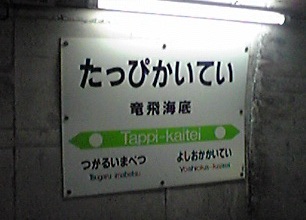 たっぴかいてい
竜飛海底
Tappi-kaitei
つがるいまべつ
よしおかかいてい
Tsugaru imabetsu
Yoshioka-kaitei